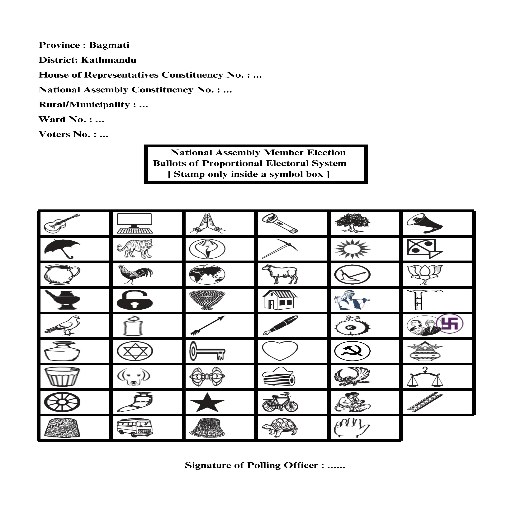 Province : Bagmati
District: Kathmandu
House of Representatives Constituency No. : ...
National Assembly Constituency No. : ...
Rural/Municipality : ...
Ward No. : ...
Voters No. : ...
National Assembly Member Election
Ballots of Proportional Electoral System
[ Stamp only inside a symbol box ]
Signature of Polling Officer : ......